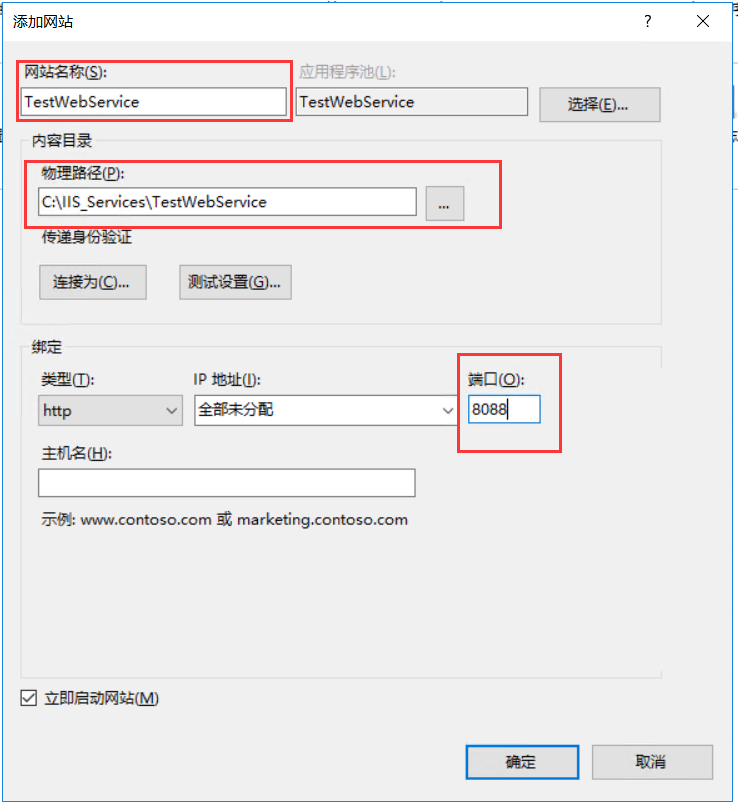 添加网站
?
网站名称(S):
应用程序池(L):
TestWebService
TestWebService
选择(E)...
内容目录
物理路径(P):
C:\IIS_Services\TestWebService
...
传递身份验证
连接为(C)...
测试设置(G)...
绑定
类型(T):
IP 地址(I):
端口(O):
http
全部未分配
8088
主机名(H):
示例: www.contoso.com 或 marketing.contoso.com
立即启动网站(M)
确定
取消